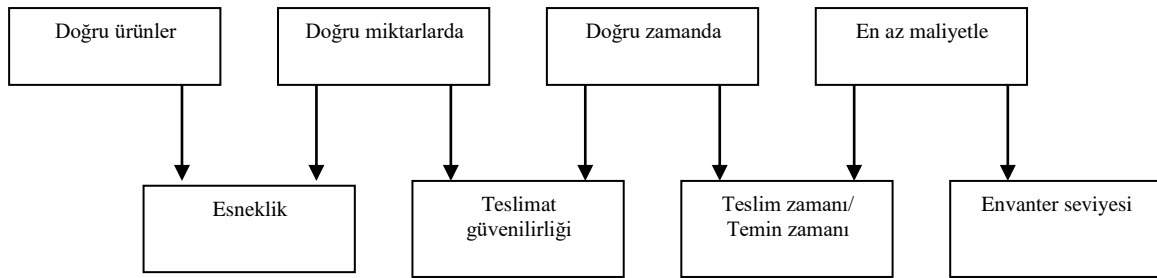 Doğru ürünler
Doğru miktarlarda
Doğru zamanda
En az maliyetle
Esneklik
Teslimat
güvenilirliği
Teslim zamanı/
Temin zamanı
Envanter seviyesi